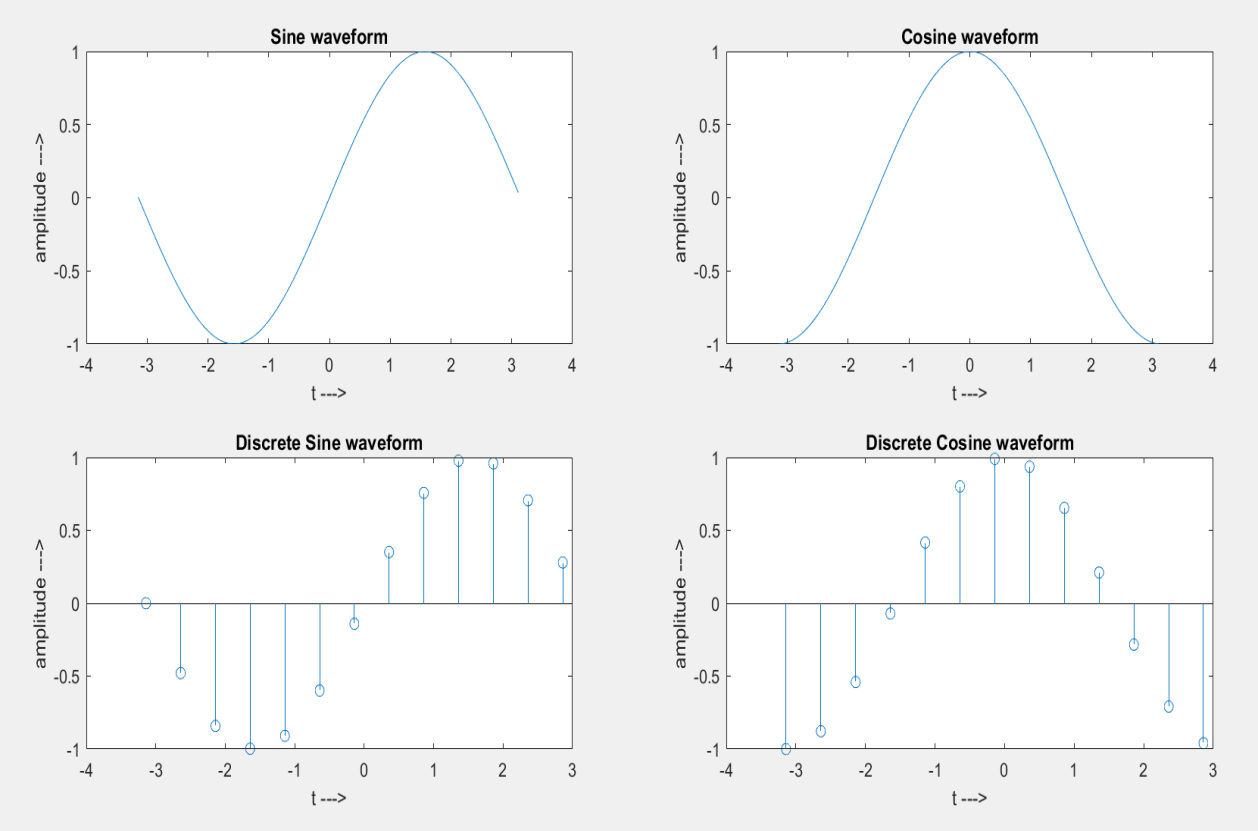 Sine waveform
1
0.5
0
-0.5
-1
amplitude --->
-4 -3 -2 -1 0 1 2 3 4
t --->
Cosine waveform
1
0.5
0
-0.5
-1
amplitude --->
-4 -3 -2 -1 0 1 2 3 4
t --->
Discrete Sine waveform
1
0.5
0
-0.5
-1
amplitude --->
-4 -3 -2 -1 0 1 2 3
t --->
Discrete Cosine waveform
1
0.5
0
-0.5
-1
amplitude --->
-4 -3 -2 -1 0 1 2 3
t --->